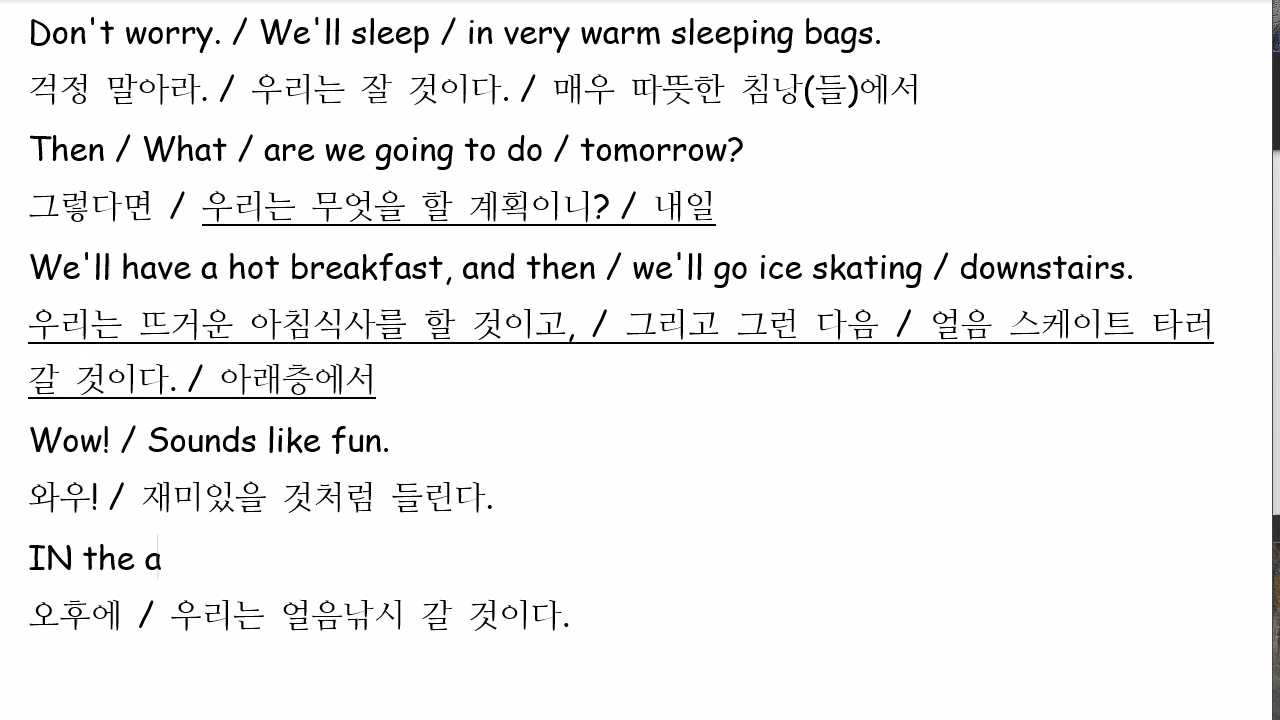 Don't worry. / We'll sleep / in very warm sleeping bags.
걱정 말아라. / 우리는 잘 것이다. / 매우 따뜻한 침낭(들)에서
Then / What / are we going to do / tomorrow?
그렇다면 / 우리는 무엇을 할 계획이니? / 내일
We'll have a hot breakfast, and then / we'll go ice skating / downstairs.
우리는 뜨거운 아침식사를 할 것이고, / 그리고 그런 다음 / 얼음 스케이트 타러
갈 것이다. / 아래층에서
Wow! / Sounds like fun.
와우! / 재미있을 것처럼 들린다.
IN the a
오후에 / 우리는 얼음낚시 갈 것이다.